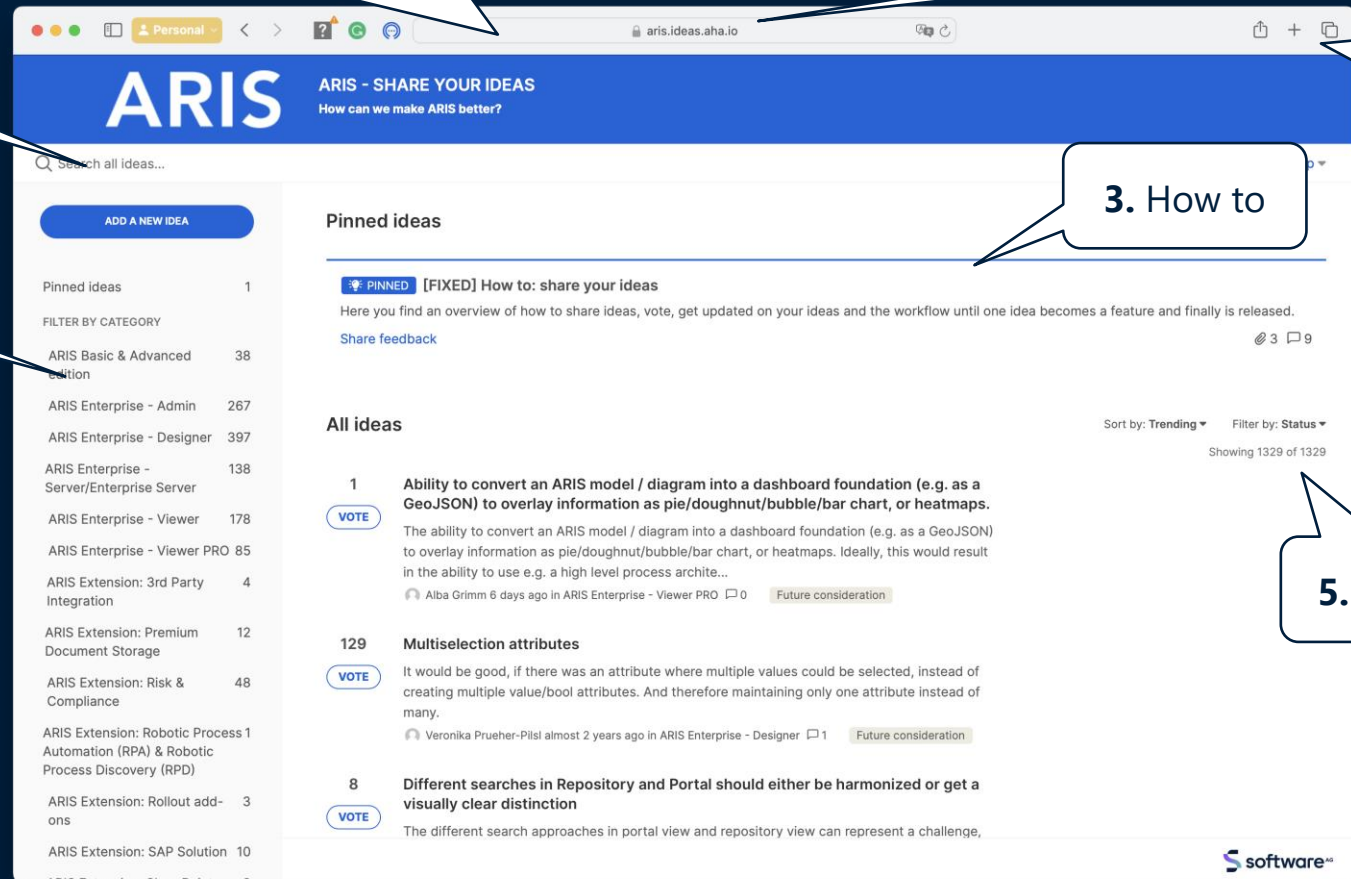 Personal
aris.ideas.aha.io
ARIS
ARIS - SHARE YOUR IDEAS
How can we make ARIS better?
Search all ideas...
3. How to
ADD A NEW IDEA
Pinned ideas 1
FILTER BY CATEGORY
ARIS Basic & Advanced 38
edition
ARIS Enterprise - Admin 267
ARIS Enterprise - Designer 397
ARIS Enterprise - 138
Server/Enterprise Server
ARIS Enterprise - Viewer 178
ARIS Enterprise - Viewer PRO 85
ARIS Extension: 3rd Party 4
Integration
ARIS Extension: Premium 12
Document Storage
ARIS Extension: Risk & 48
Compliance
ARIS Extension: Robotic Process 1
Automation (RPA) & Robotic
Process Discovery (RPD)
ARIS Extension: Rollout add- 3
ons
ARIS Extension: SAP Solution 10
Pinned ideas
PINNED [FIXED] How to: share your ideas
Here you find an overview of how to share ideas, vote, get updated on your ideas and the workflow until one idea becomes a feature and finally is released.
Share feedback 3 9
All ideas
Sort by: Trending Filter by: Status
Showing 1329 of 1329
1 Ability to convert an ARIS model / diagram into a dashboard foundation (e.g. as a
GeoJSON) to overlay information as pie/doughnut/bubble/bar chart, or heatmaps.
VOTE
The ability to convert an ARIS model / diagram into a dashboard foundation (e.g. as a GeoJSON)
to overlay information as pie/doughnut/bubble/bar chart, or heatmaps. Ideally, this would result
in the ability to use e.g. a high level process archite...
Alba Grimm 6 days ago in ARIS Enterprise - Viewer PRO 0 Future consideration
5.
129 Multiselection attributes
VOTE
It would be good, if there was an attribute where multiple values could be selected, instead of
creating multiple value/bool attributes. And therefore maintaining only one attribute instead of
many.
Veronika Prueher-Pilsl almost 2 years ago in ARIS Enterprise - Designer 1 Future consideration
8 Different searches in Repository and Portal should either be harmonized or get a
visually clear distinction
VOTE
The different search approaches in portal view and repository view can represent a challenge,
software AG